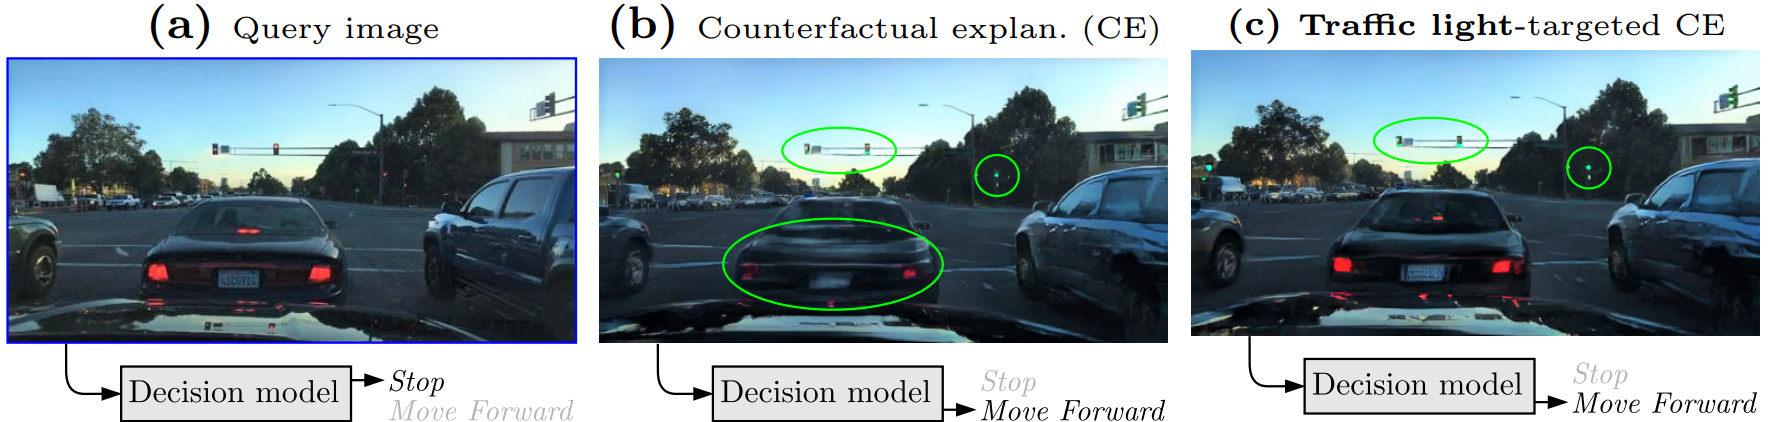 (a) Query image
(b) Counterfactual explan. (CE)
(c) Traffic light-targeted CE
Decision model
Stop
Move Forward
Decision model
Stop
Move Forward
Decision model
Stop
Move Forward